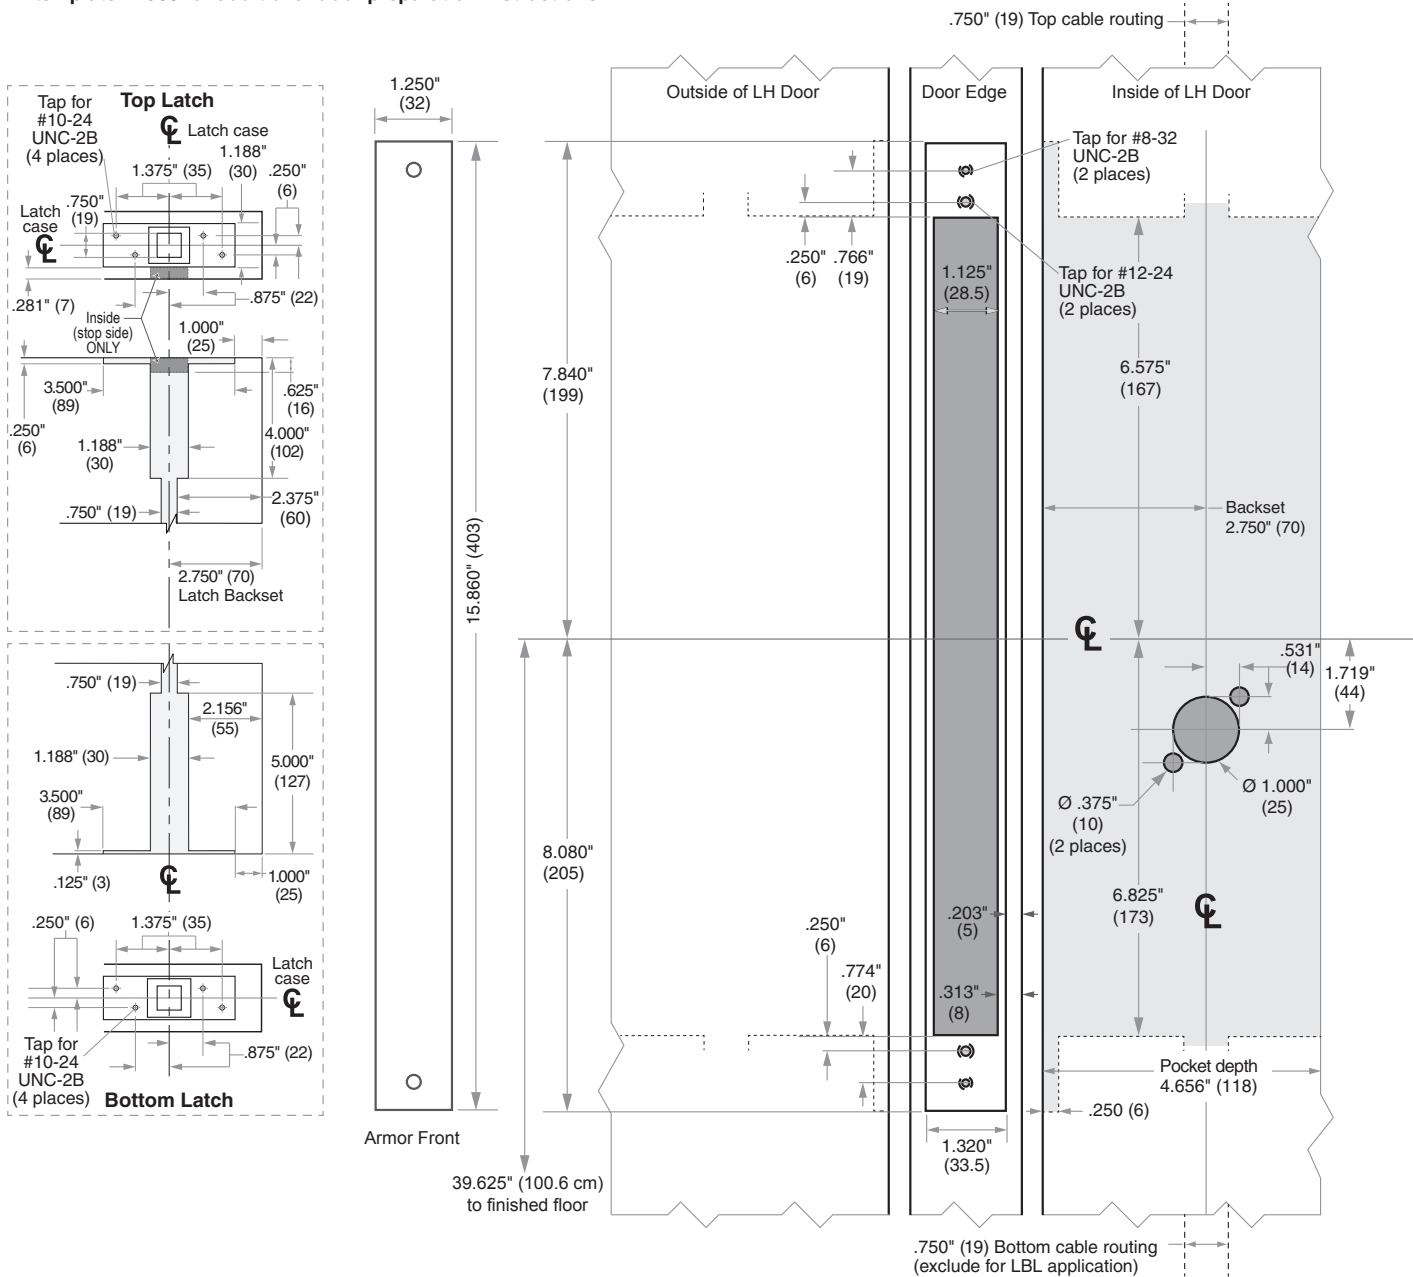 .750" (19) Top cable routing
Top Latch
Tap for
#10-24
UNC-2B
(4 places)
℄ Latch case
1.188"
(30)
.250"
(6)
1.375" (35)
.750"
(19)
Latch
case
℄
.281" (7)
.875" (22)
Inside
(stop side)
ONLY
1.000"
(25)
3.500"
(89)
.625"
(16)
.250"
(6)
4.000"
(102)
1.188"
(30)
2.375"
(60)
.750" (19)
2.750" (70)
Latch Backset
.750" (19)
2.156"
(55)
1.188" (30)
5.000"
(127)
3.500"
(89)
.125" (3)
℄
1.000"
(25)
.250" (6)
1.375" (35)
Latch
case
℄
Tap for
#10-24
UNC-2B
(4 places)
.875" (22)
Bottom Latch
1.250"
(32)
15.860" (403)
Armor Front
Outside of LH Door
Door Edge
Inside of LH Door
Tap for #8-32
UNC-2B
(2 places)
.250"
(6)
.766"
(19)
1.125"
(28.5)
Tap for #12-24
UNC-2B
(2 places)
7.840"
(199)
6.575"
(167)
Backset
2.750" (70)
℄
.531"
(14)
1.719"
(44)
Ø .375"
(10)
(2 places)
Ø 1.000"
(25)
8.080"
(205)
6.825"
(173)
℄
.203"
(5)
.250"
(6)
.774"
(20)
.313"
(8)
Pocket depth
4.656" (118)
.250 (6)
1.320"
(33.5)
39.625" (100.6 cm)
to finished floor
.750" (19) Bottom cable routing
(exclude for LBL application)